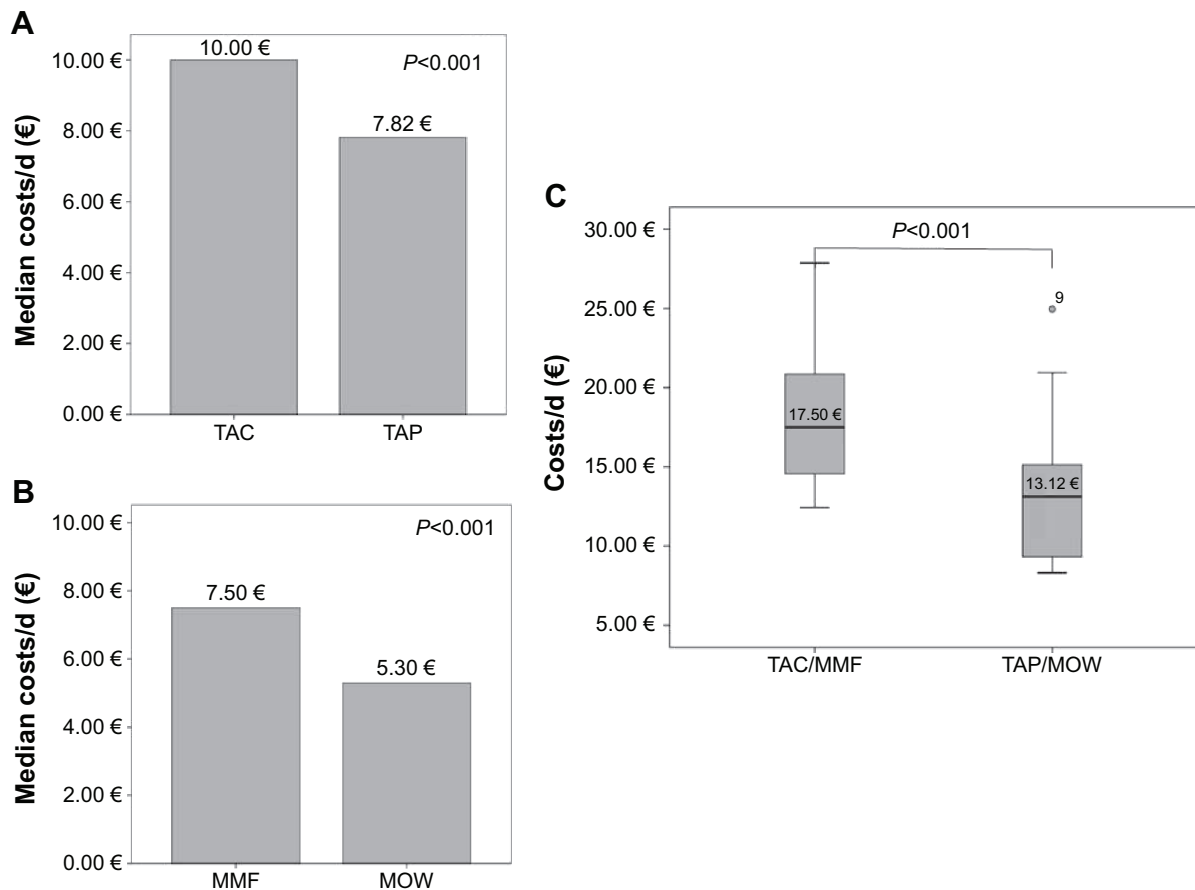 A
Median costs/d (€)
10.00 €
8.00 €
6.00 €
4.00 €
2.00 €
0.00 €
10.00 €
7.82 €
P<0.001
TAC
TAP
B
Median costs/d (€)
10.00 €
8.00 €
6.00 €
4.00 €
2.00 €
0.00 €
7.50 €
5.30 €
P<0.001
MMF
MOW
C
Costs/d (€)
30.00 €
25.00 €
20.00 €
15.00 €
10.00 €
5.00 €
P<0.001
9
17.50 €
13.12 €
TAC/MMF
TAP/MOW